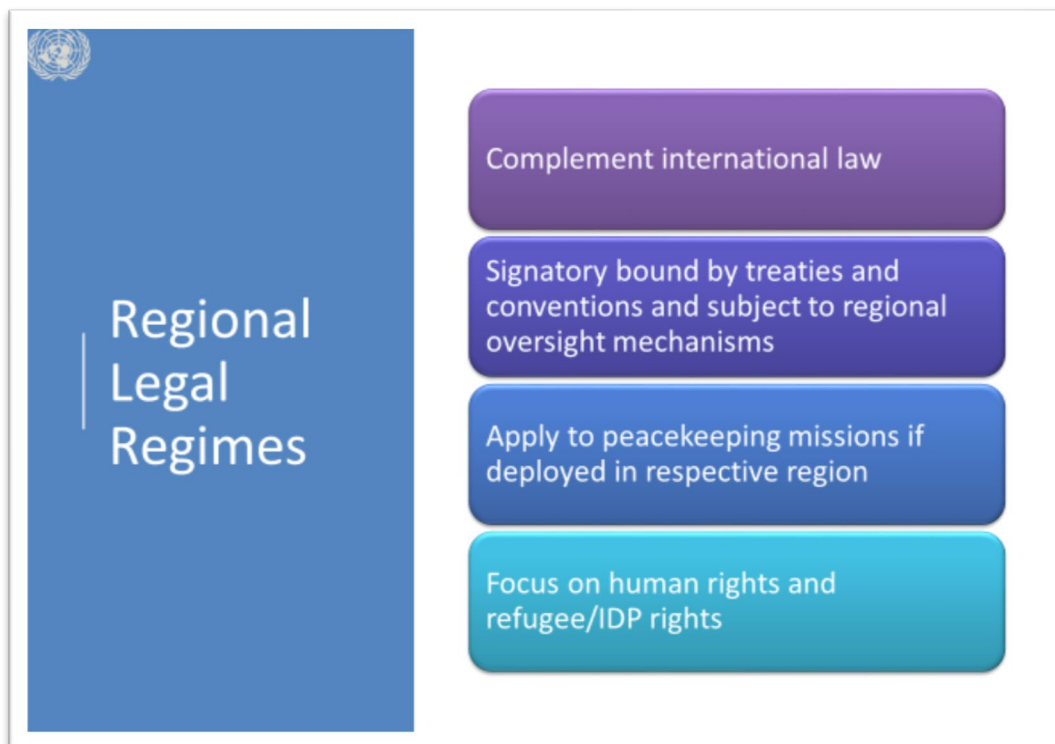 Regional
Legal
Regimes
Complement international law
Signatory bound by treaties and
conventions and subject to regional
oversight mechanisms
Apply to peacekeeping missions if
deployed in respective region
Focus on human rights and
refugee/IDP rights